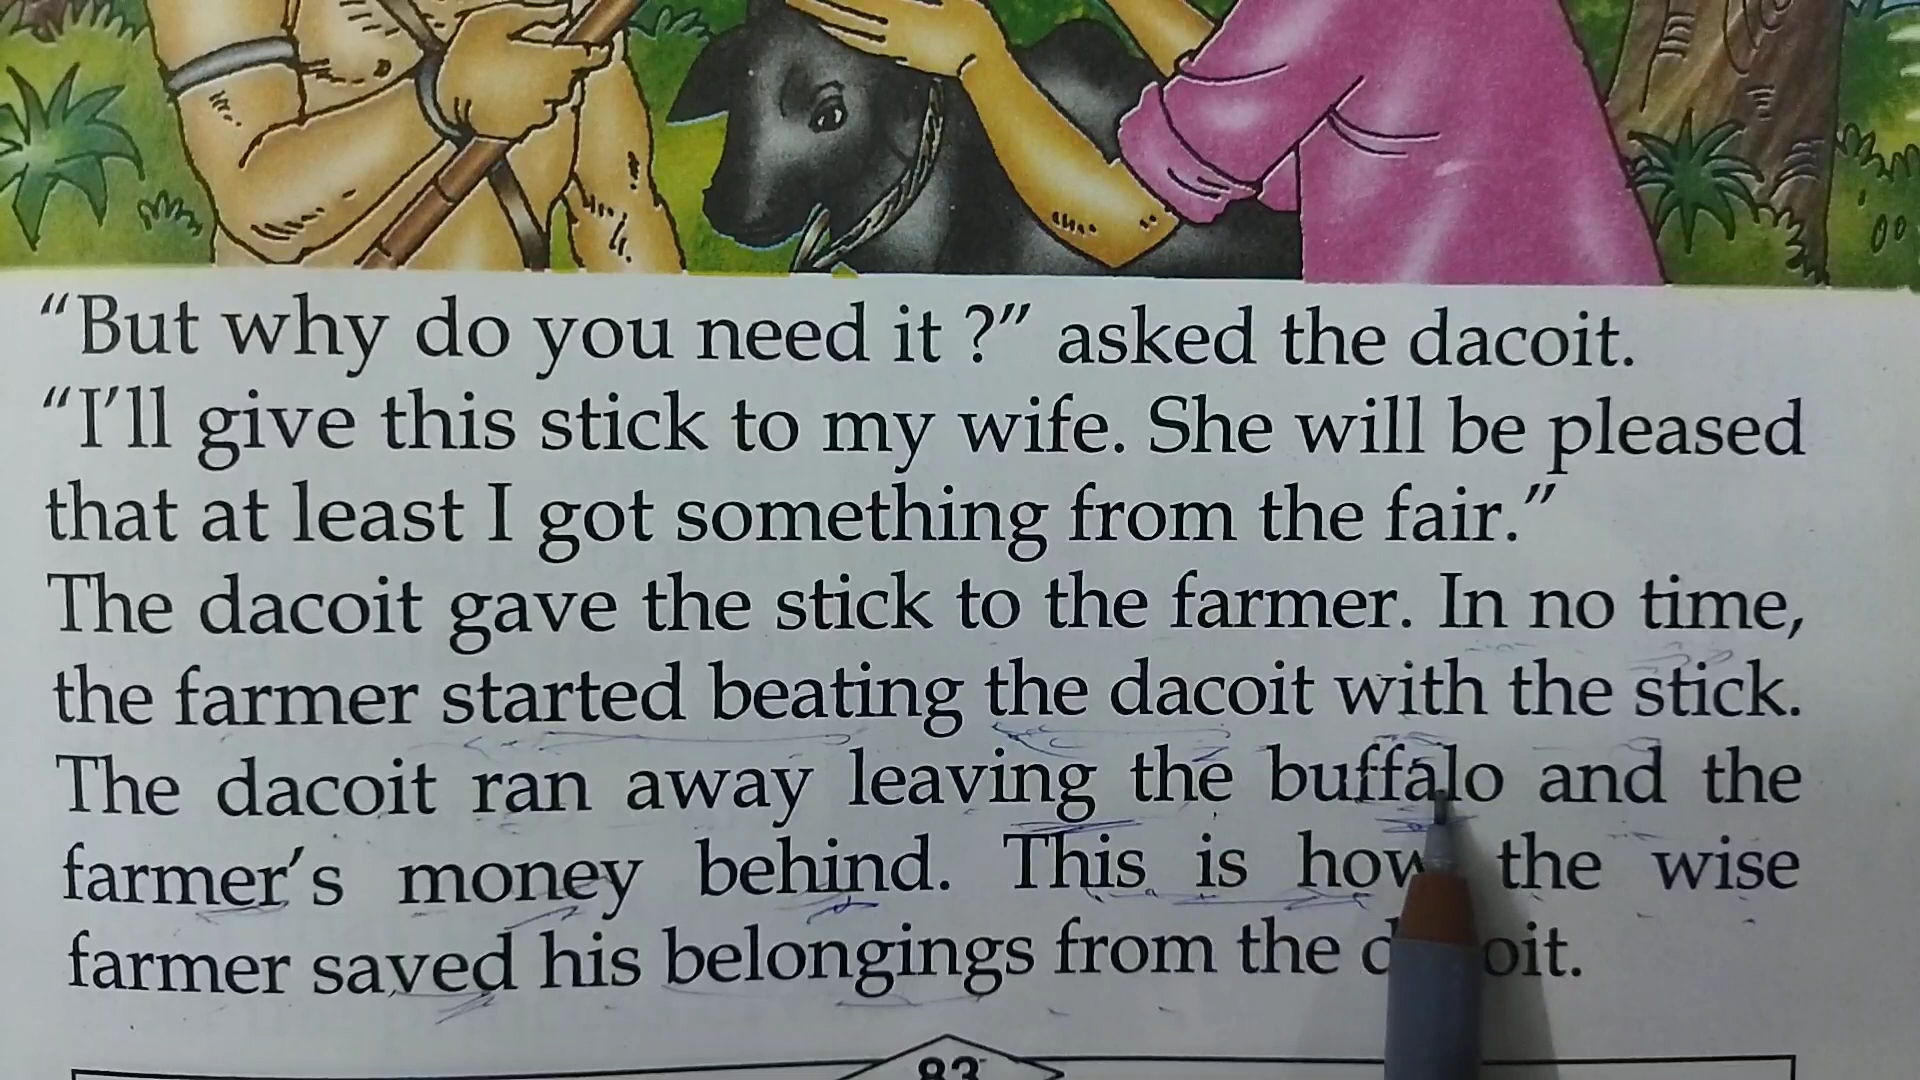 “But why do you need it ?” asked the dacoit.
“I’ll give this stick to my wife. She will be pleased
that at least I got something from the fair.”
The dacoit gave the stick to the farmer. In no time,
the farmer started beating the dacoit with the stick.
The dacoit ran away leaving the buffalo and the
farmer’s money behind. This is how the wise
farmer saved his belongings from the d oit.
83